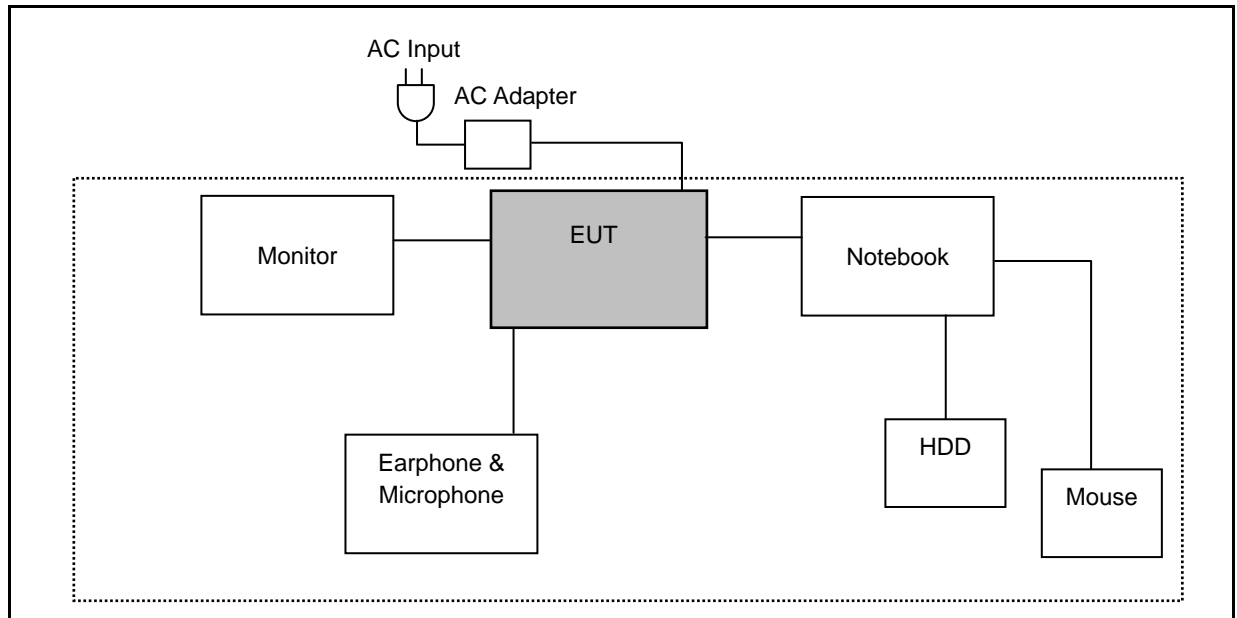 AC Input
AC Adapter
Monitor
EUT
Notebook
Earphone &
Microphone
HDD
Mouse